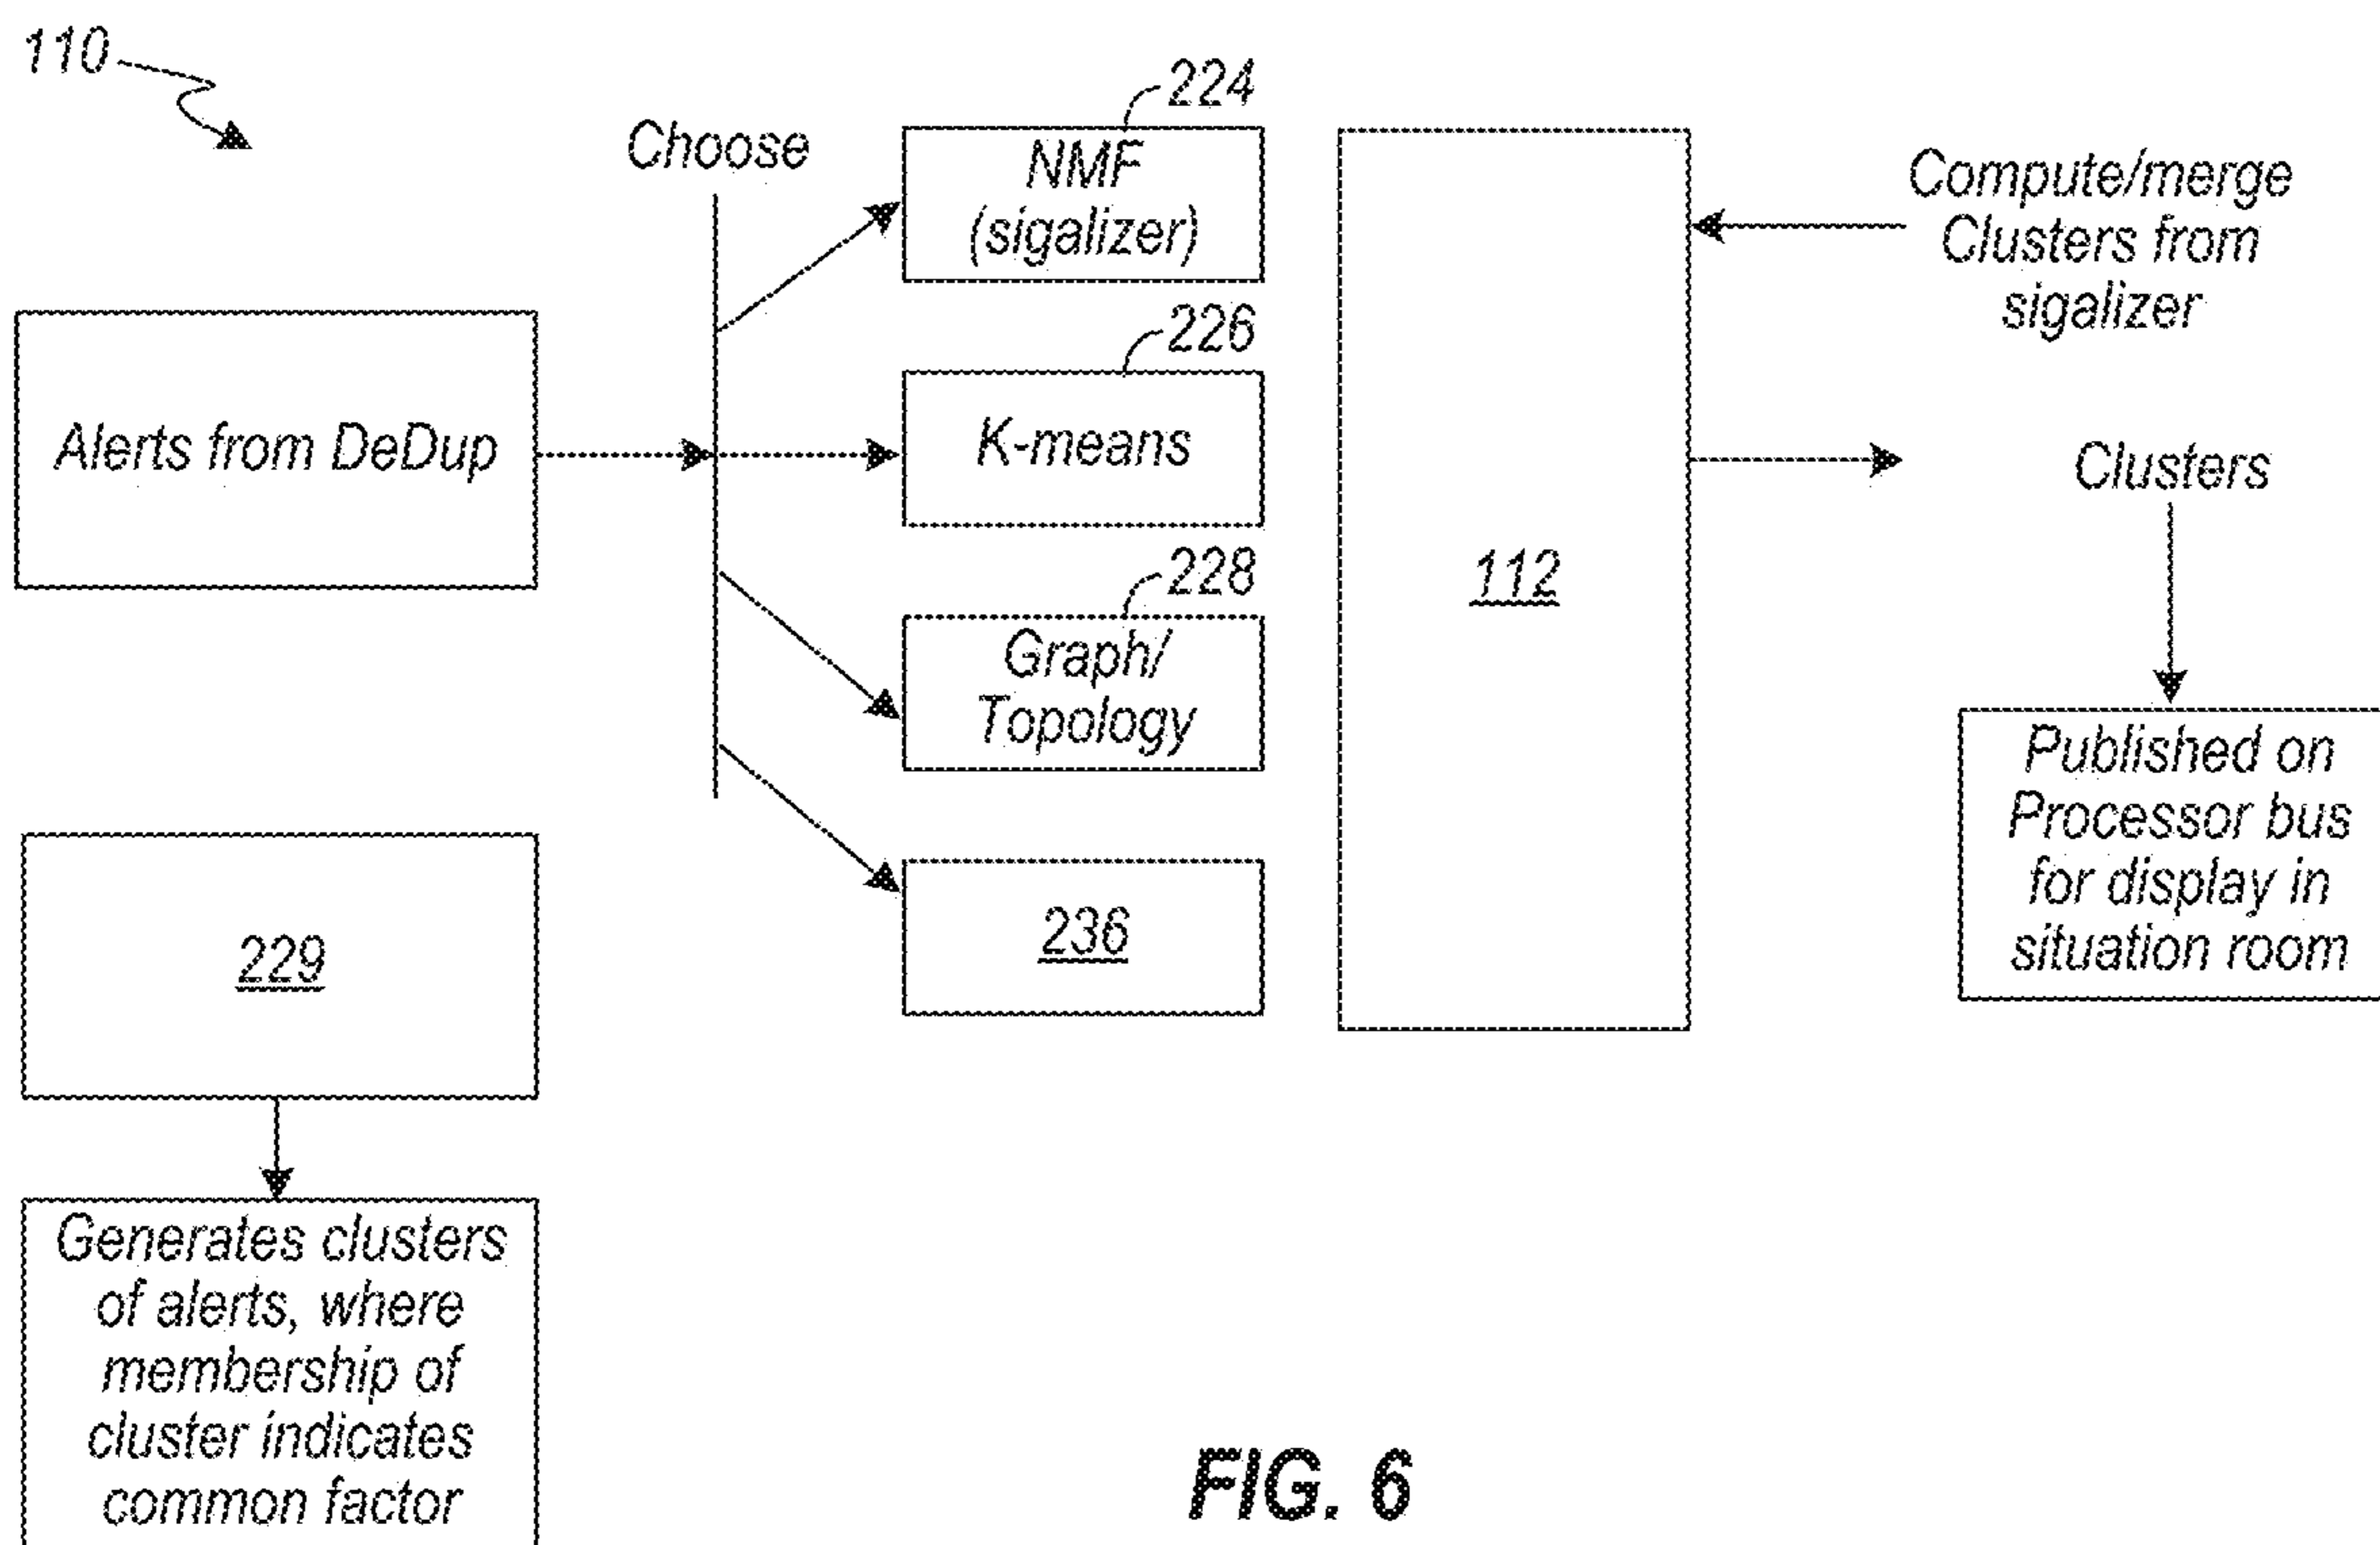 110
Choose
224
NMF
(sigalizer)
226
K-means
228
Graph/
Topology
236
Alerts from DeDup
112
Compute/merge
Clusters from
sigalizer
Clusters
Published on
Processor bus
for display in
situation room
229
Generates clusters
of alerts, where
membership of
cluster indicates
common factor
FIG. 6